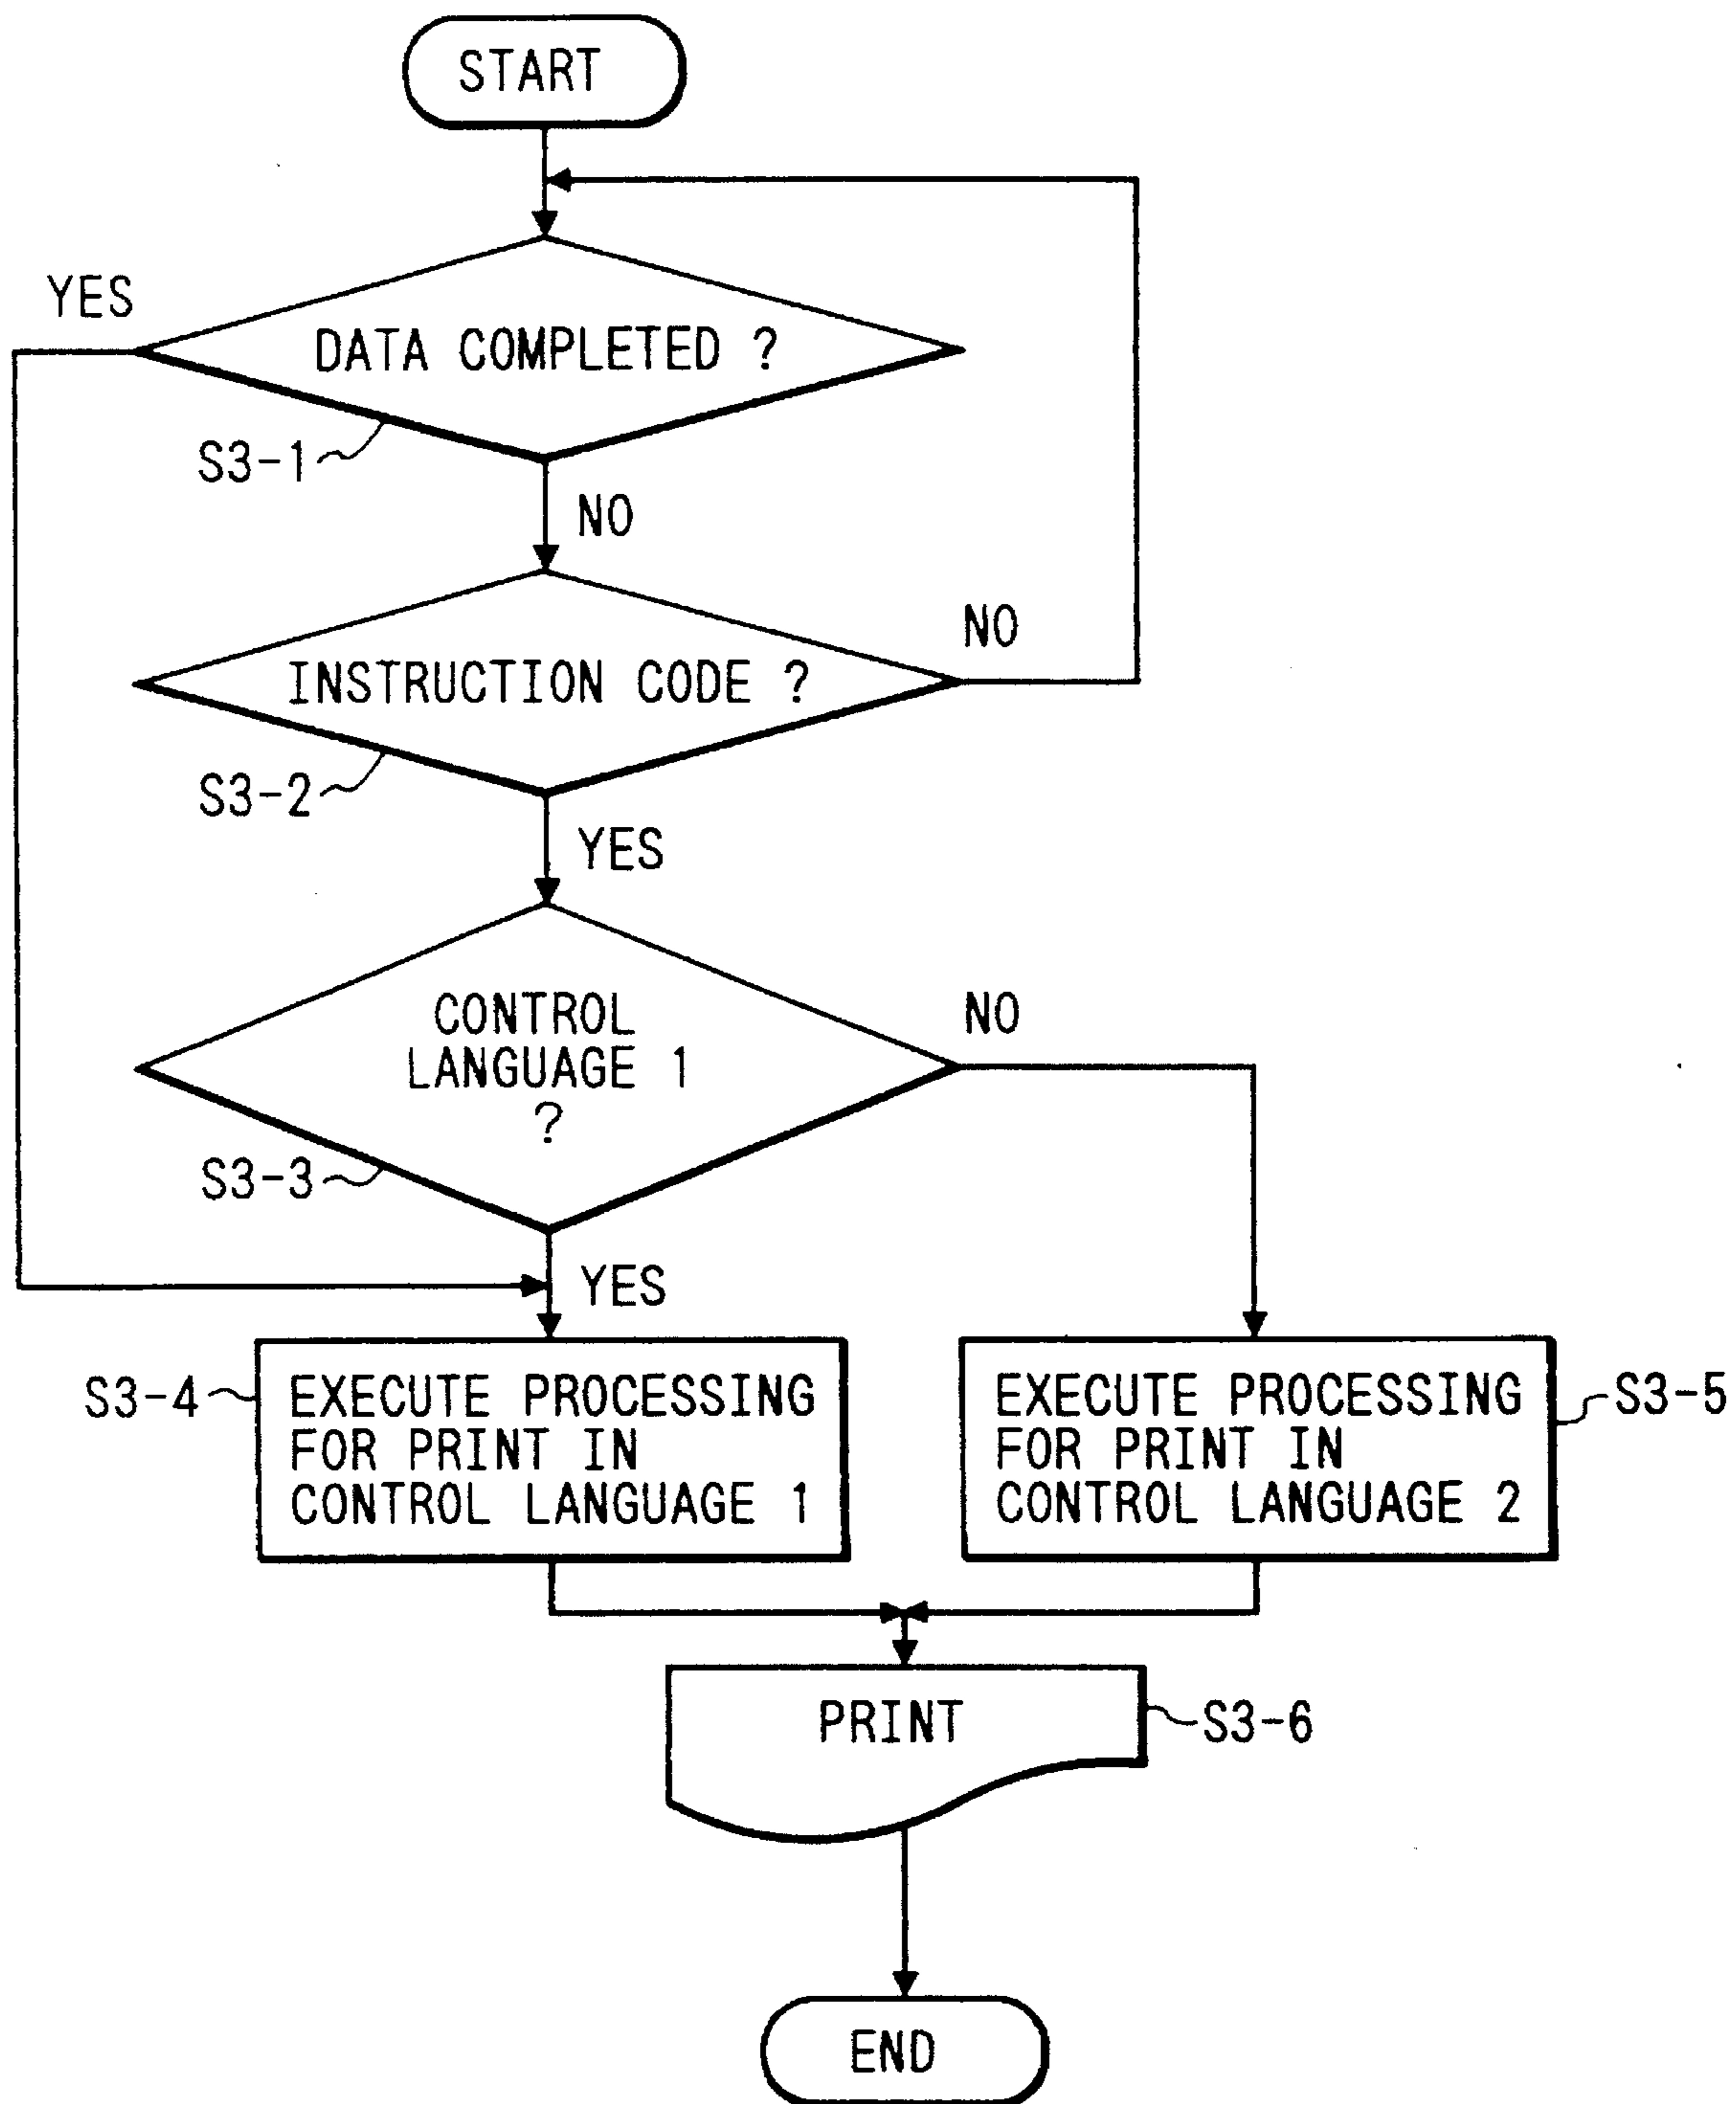 START
YES
DATA COMPLETED ?
S3-1
NO
NO
INSTRUCTION CODE ?
S3-2
YES
CONTROL
LANGUAGE 1
?
NO
S3-3
YES
S3-4
EXECUTE PROCESSING
FOR PRINT IN
CONTROL LANGUAGE 1
EXECUTE PROCESSING
FOR PRINT IN
CONTROL LANGUAGE 2
S3-5
PRINT
S3-6
END